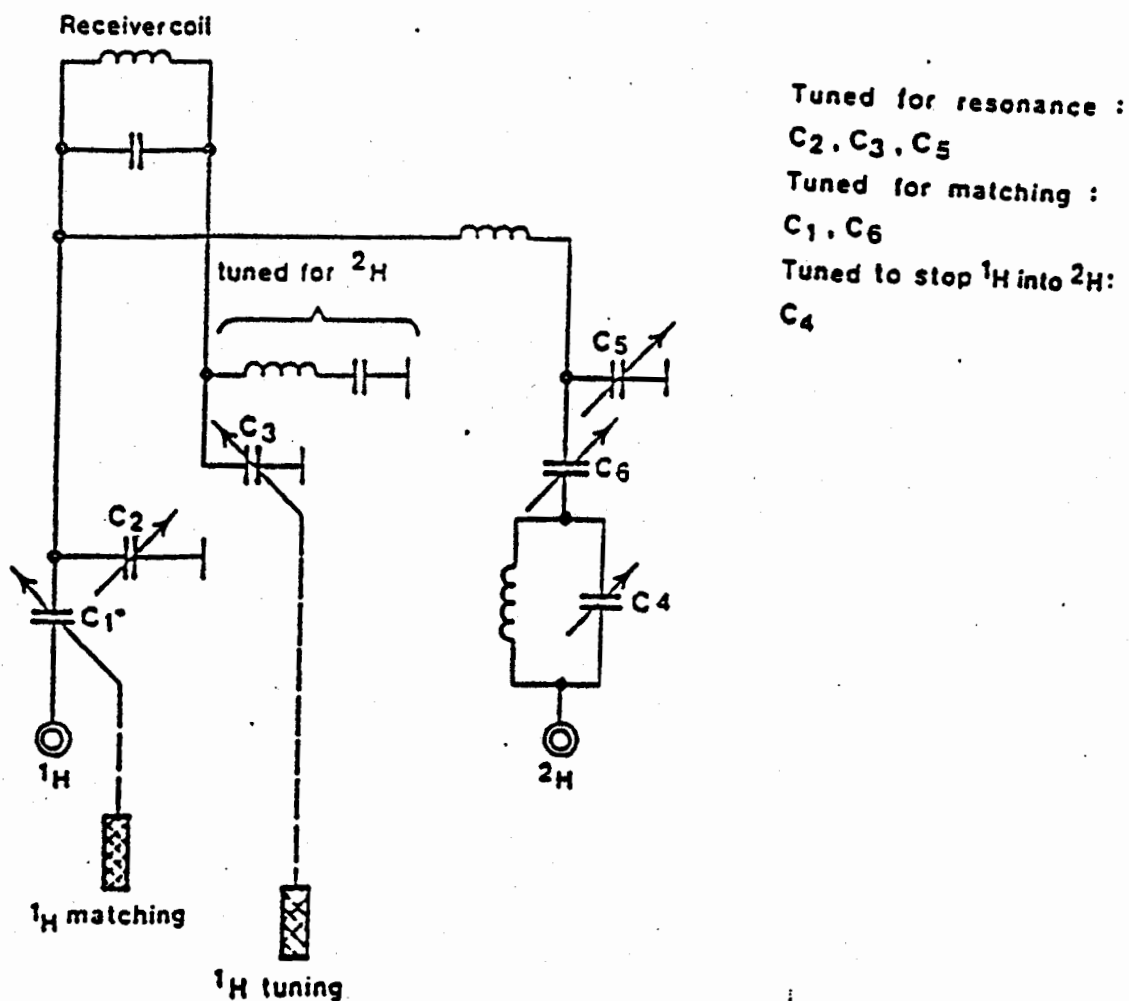 Receiver coil
Tuned for resonance :
C2, C3, C5
Tuned for matching :
C1, C6
Tuned to stop 1H into 2H:
C4
tuned for 2H
C5
C3
C6
C2
C1
C4
1H
2H
1H matching
1H tuning